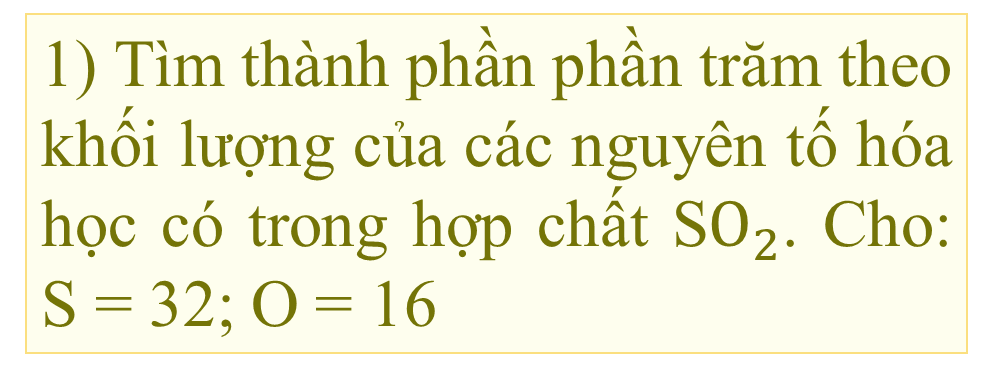 1) Tìm thành phần phần trăm theo
khối lượng của các nguyên tố hóa
học có trong hợp chất SO₂. Cho:
S = 32; O = 16